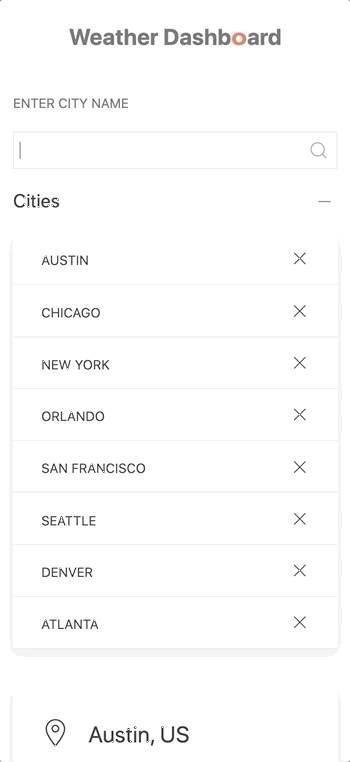 Weather Dashboard
ENTER CITY NAME
Cities
AUSTIN
CHICAGO
NEW YORK
ORLANDO
SAN FRANCISCO
SEATTLE
DENVER
ATLANTA
Austin, US